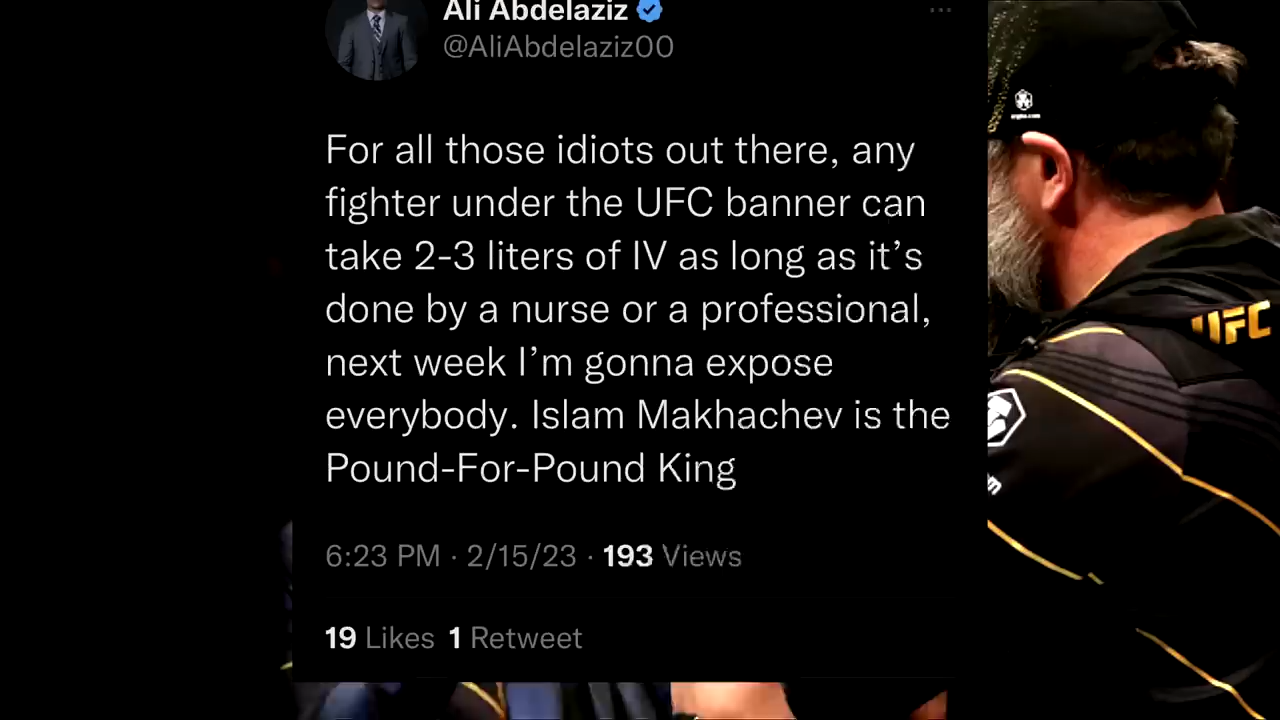 Ali Abdelaziz
@AliAbdelaziz00
For all those idiots out there, any
fighter under the UFC banner can
take 2-3 liters of IV as long as it's
done by a nurse or a professional,
next week I'm gonna expose
everybody. Islam Makhachev is the
Pound-For-Pound King
6:23 PM · 2/15/23 · 193 Views
19 Likes 1 Retweet
UFC